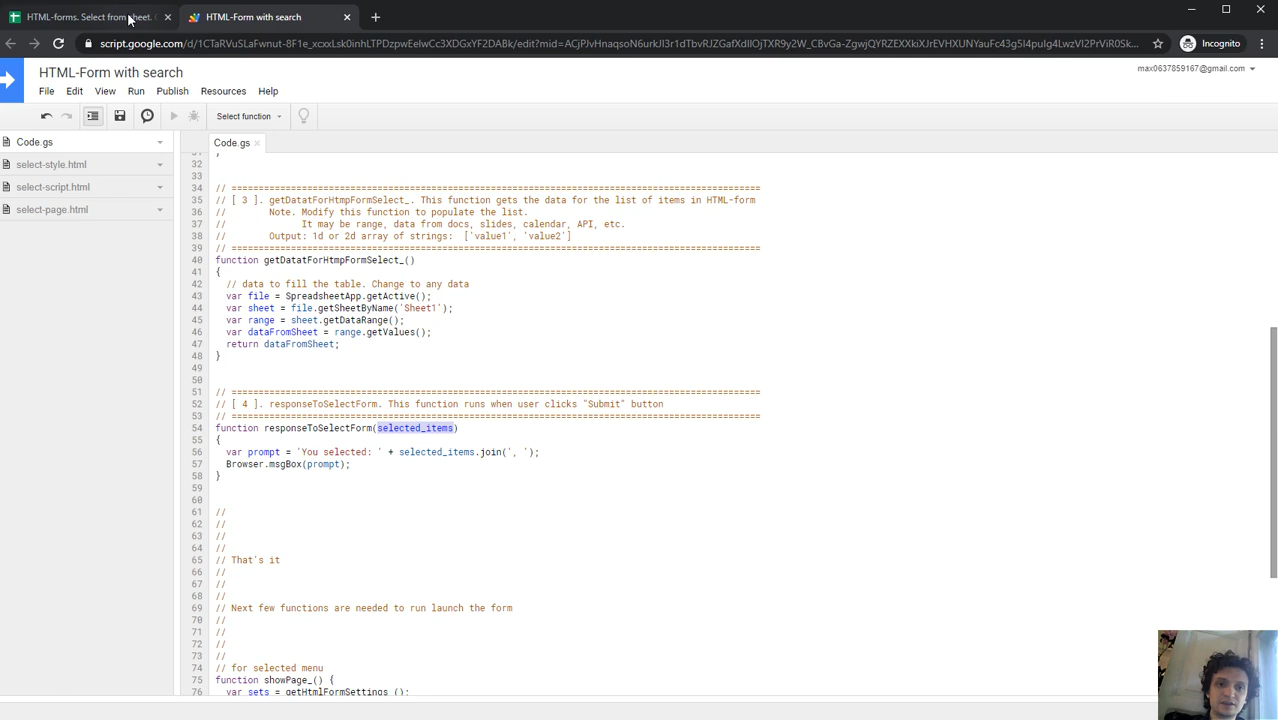 HTML-forms. Select from sheet.
HTML-Form with search
script.google.com/d/1CTaRVuSLaFwnut-8F1e_xcxxLsk0inhLTPDzpwEelwCc3XDGxYF2DABk/edit?mid=ACjPJvHnaqsoN6urkJI3r1dTbvRJZGafXdIlOjTXR9y2W_CBvGa-ZgwjQYRZEXXkiXJrEVHXUNYauFc43g5I4pulg4LwzVI2PrViR0Sk...
Incognito
HTML-Form with search
max0637859167@gmail.com
File Edit View Run Publish Resources Help
Select function
Code.gs
select-style.html
select-script.html
select-page.html
Code.gs
31 }
32
33
34 // ===================================================================================================
35 // [ 3 ]. getDatatForHtmpFormSelect_. This function gets the data for the list of items in HTML-form
36 // Note. Modify this function to populate the list.
37 // It may be range, data from docs, slides, calendar, API, etc.
38 // Output: 1d or 2d array of strings: ['value1', 'value2']
39 // ===================================================================================================
40 function getDatatForHtmpFormSelect_()
41 {
42 // data to fill the table. Change to any data
43 var file = SpreadsheetApp.getActive();
44 var sheet = file.getSheetByName('Sheet1');
45 var range = sheet.getDataRange();
46 var dataFromSheet = range.getValues();
47 return dataFromSheet;
48 }
49
50
51 // ===================================================================================================
52 // [ 4 ]. responseToSelectForm. This function runs when user clicks "Submit" button
53 // ===================================================================================================
54 function responseToSelectForm(selected_items)
55 {
56 var prompt = 'You selected: ' + selected_items.join(', ');
57 Browser.msgBox(prompt);
58 }
59
60
61 //
62 //
63 //
64 //
65 // That's it
66 //
67 //
68 //
69 // Next few functions are needed to run launch the form
70 //
71 //
72 //
73 //
74 // for selected menu
75 function showPage_() {
76 var sets = getHtmlFormSettings_();